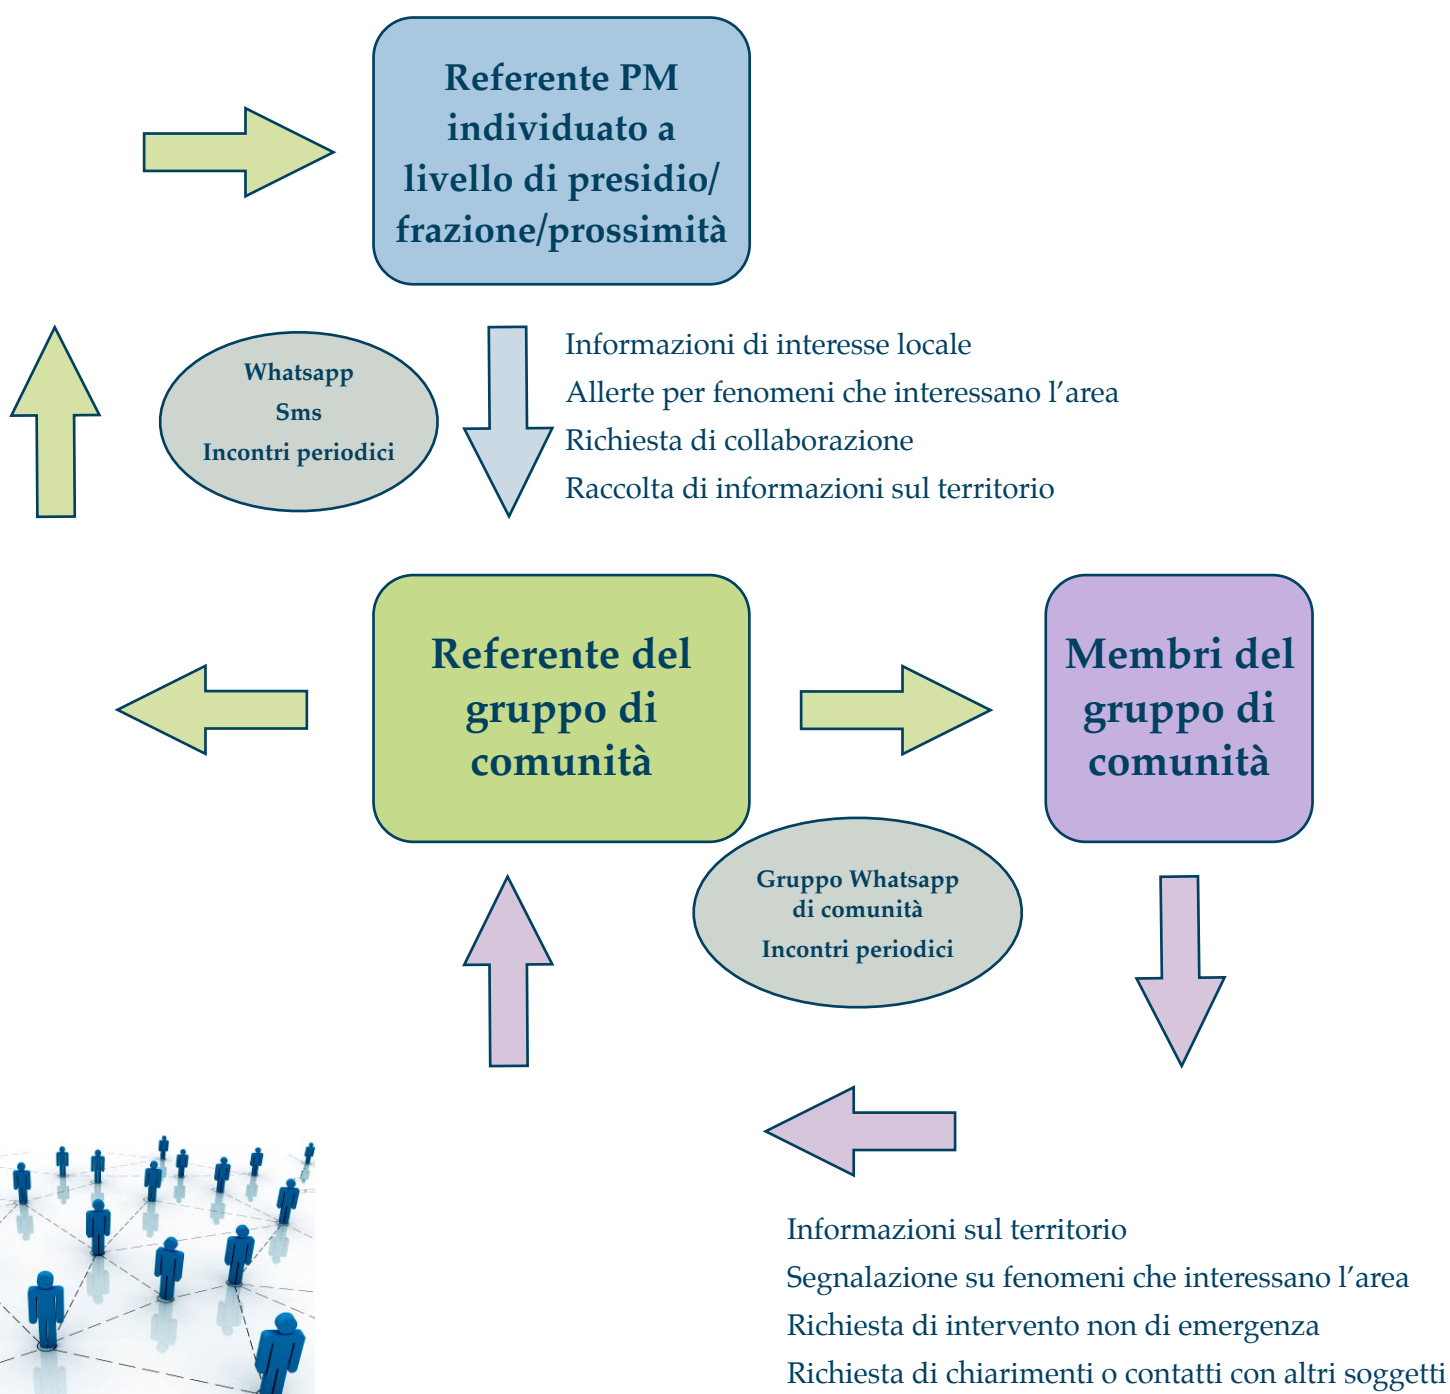 Referente PM
individuato a
livello di presidio/
frazione/prossimità
Whatsapp
Sms
Incontri periodici
Informazioni di interesse locale
Allerte per fenomeni che interessano l’area
Richiesta di collaborazione
Raccolta di informazioni sul territorio
Referente del
gruppo di
comunità
Membri del
gruppo di
comunità
Gruppo Whatsapp
di comunità
Incontri periodici
Informazioni sul territorio
Segnalazione su fenomeni che interessano l’area
Richiesta di intervento non di emergenza
Richiesta di chiarimenti o contatti con altri soggetti